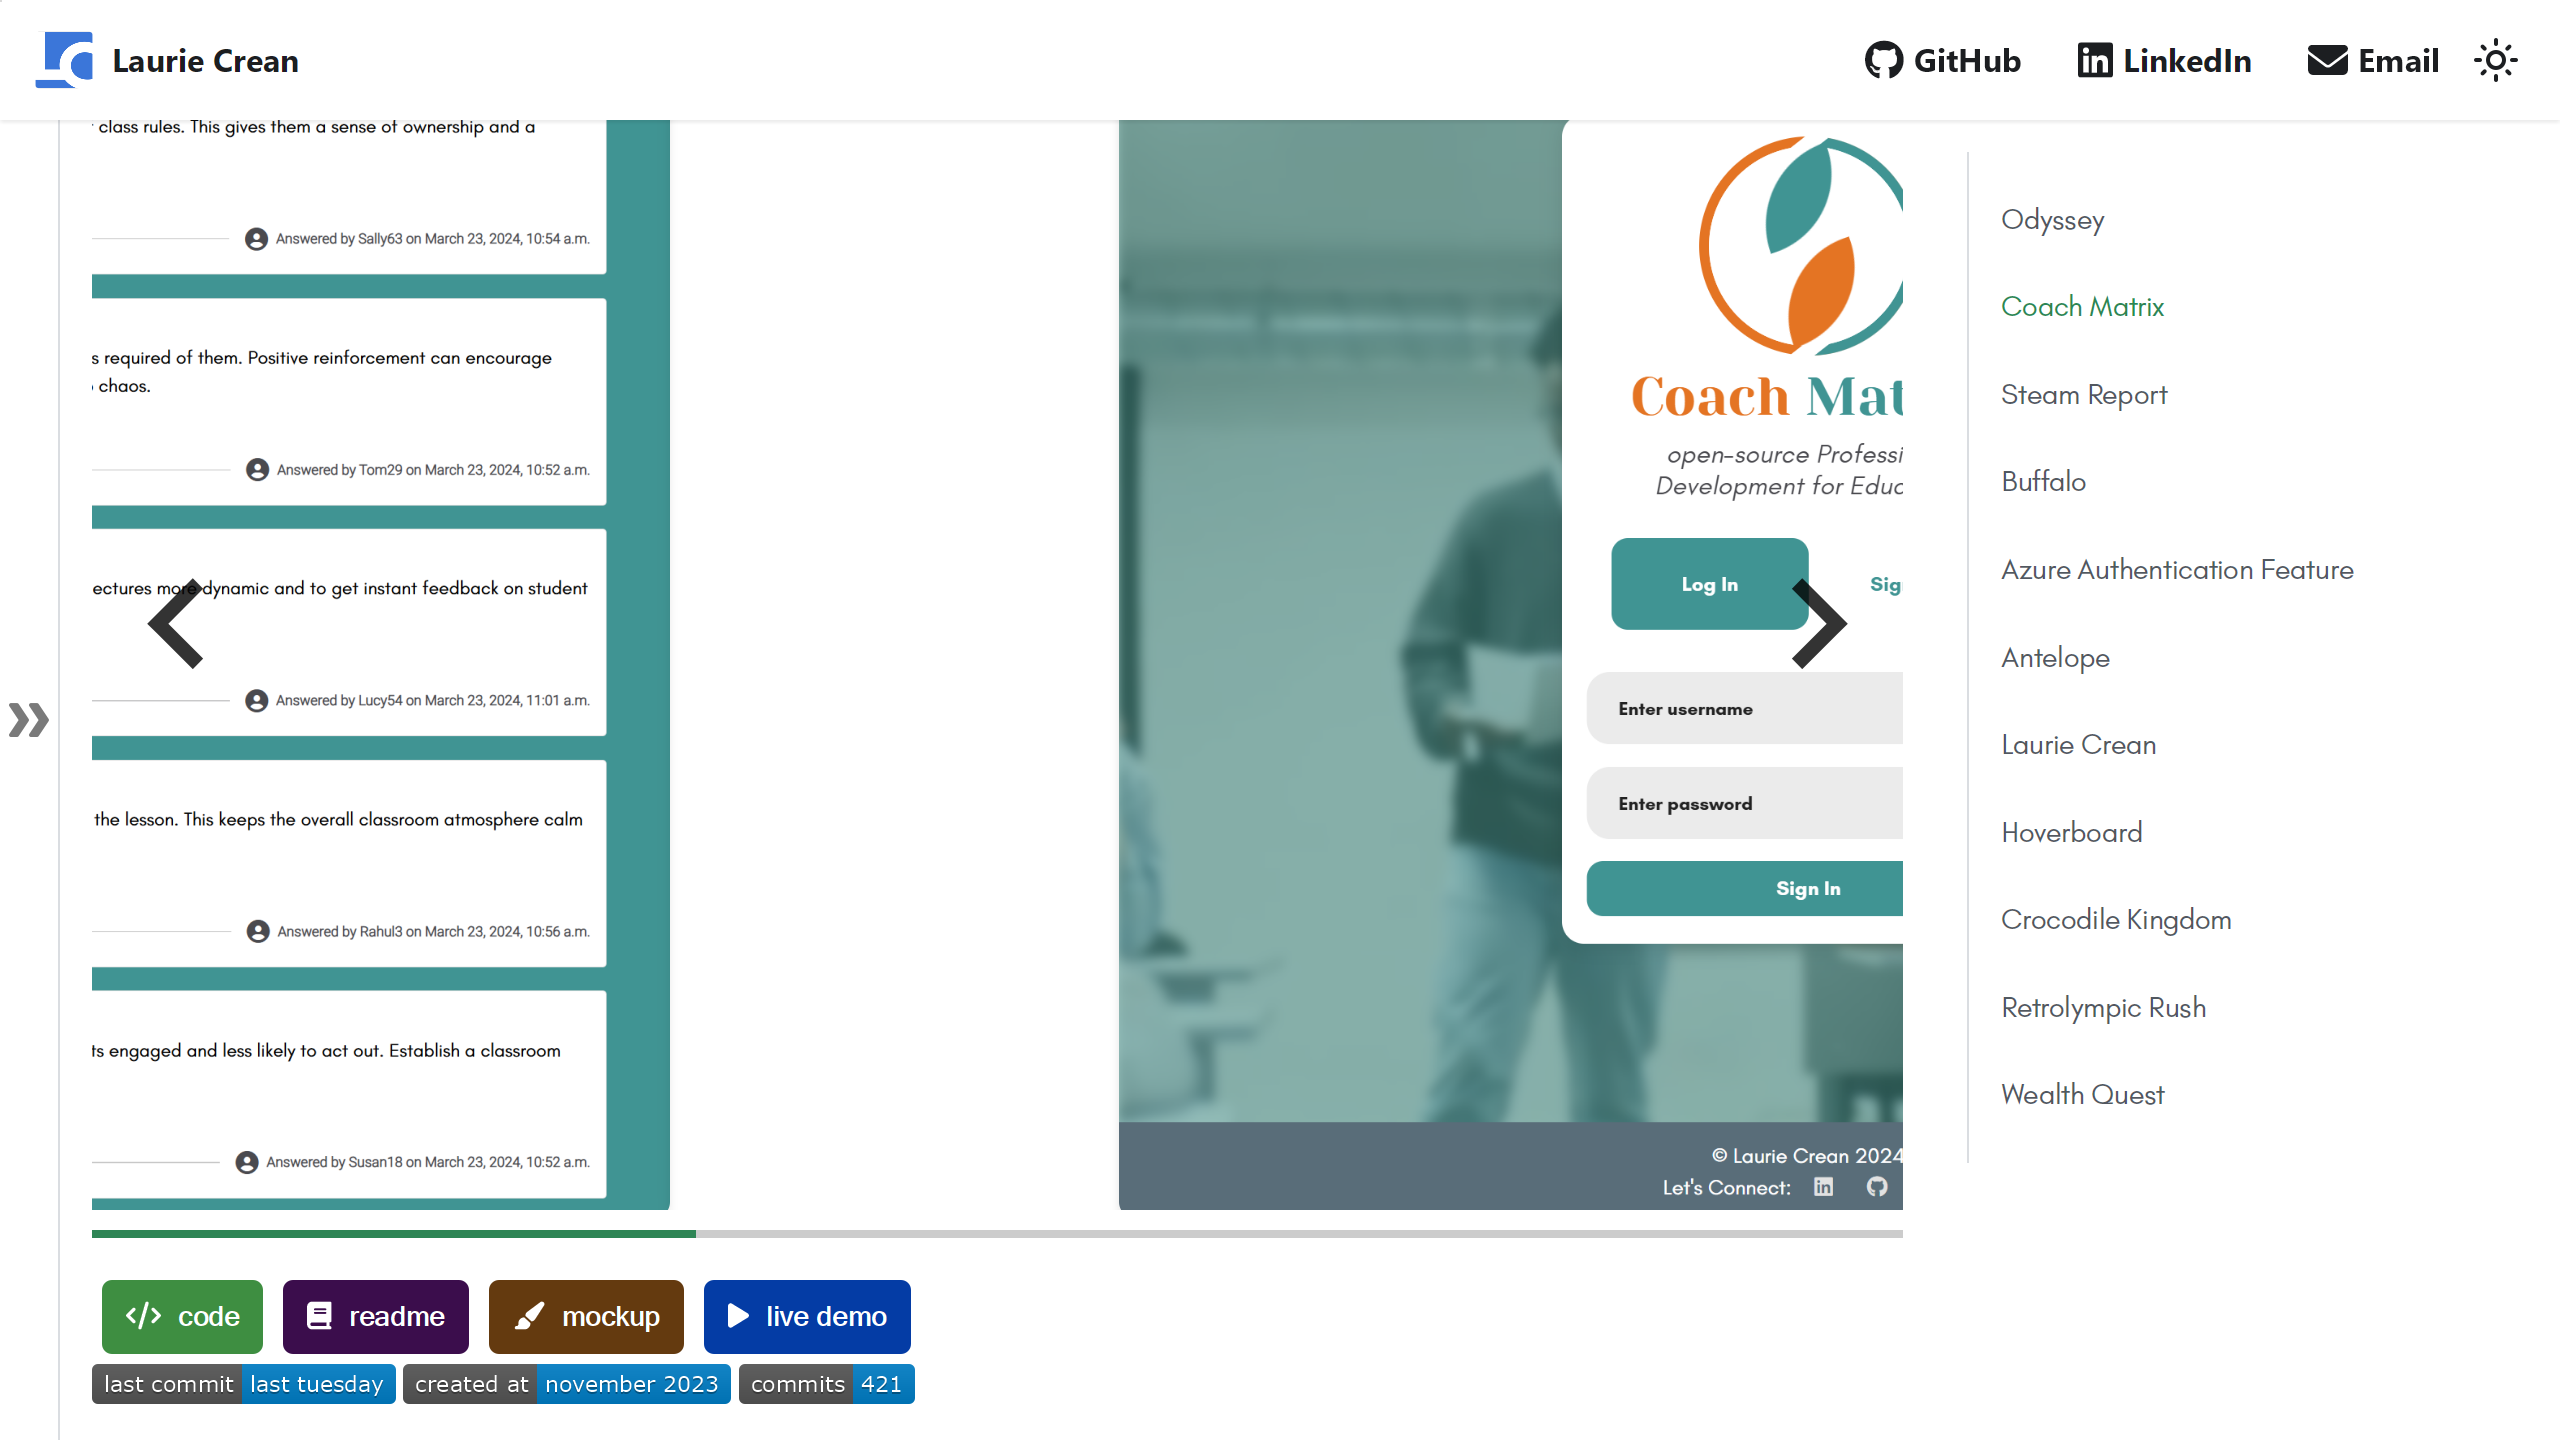 Laurie Crean
GitHub
LinkedIn
Email
class rules. This gives them a sense of ownership and a
Answered by Sally63 on March 23, 2024, 10:54 a.m.
s required of them. Positive reinforcement can encourage
chaos.
Answered by Tom29 on March 23, 2024, 10:52 a.m.
ectures more dynamic and to get instant feedback on student
Answered by Lucy54 on March 23, 2024, 11:01 a.m.
the lesson. This keeps the overall classroom atmosphere calm
Answered by Rahul3 on March 23, 2024, 10:56 a.m.
ts engaged and less likely to act out. Establish a classroom
Answered by Susan18 on March 23, 2024, 10:52 a.m.
Coach Mat
open-source Professi
Development for Educ
Log In
Sig
Enter username
Enter password
Sign In
© Laurie Crean 2024
Let's Connect:
Odyssey
Coach Matrix
Steam Report
Buffalo
Azure Authentication Feature
Antelope
Laurie Crean
Hoverboard
Crocodile Kingdom
Retrolympic Rush
Wealth Quest
code
readme
mockup
live demo
last commit last tuesday
created at november 2023
commits 421